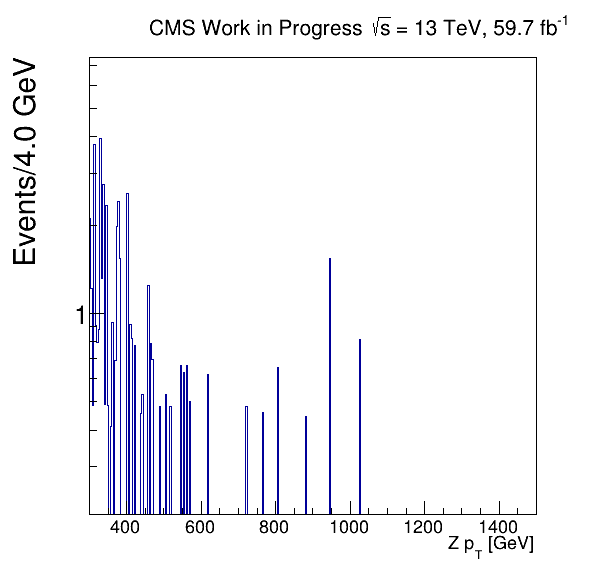 CMS Work in Progress √s = 13 TeV, 59.7 fb⁻¹
Events/4.0 GeV
1
400 600 800 1000 1200 1400
Z p_T [GeV]